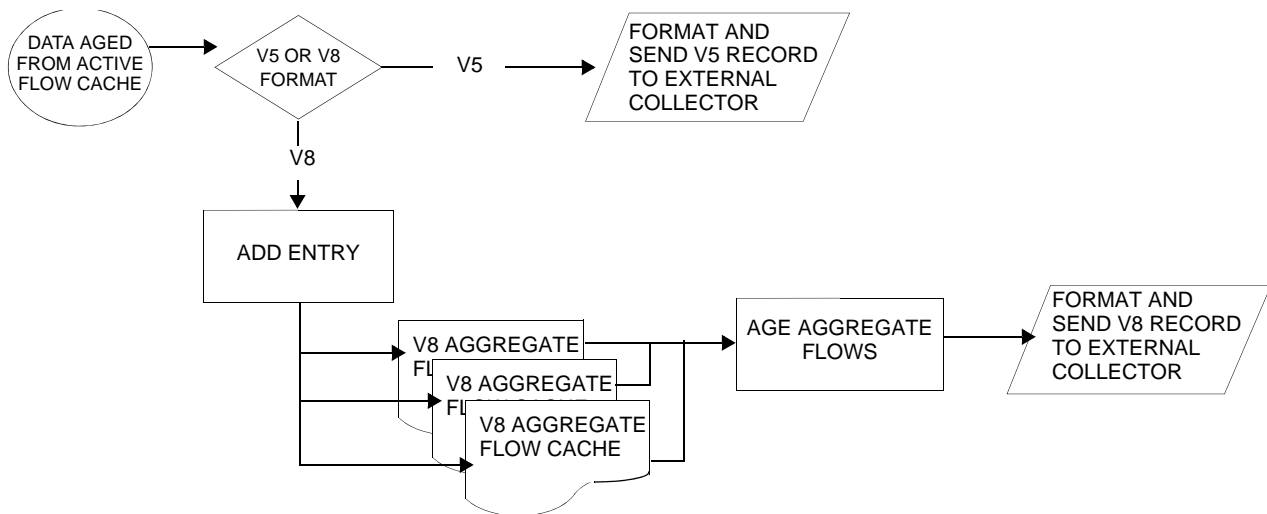 DATA AGED
FROM ACTIVE
FLOW CACHE
V5 OR V8
FORMAT
V5
FORMAT AND
SEND V5 RECORD
TO EXTERNAL
COLLECTOR
V8
ADD ENTRY
V8 AGGREGATE
V8 AGGREGATE
V8 AGGREGATE
FLOW CACHE
AGE AGGREGATE
FLOWS
FORMAT AND
SEND V8 RECORD
TO EXTERNAL
COLLECTOR